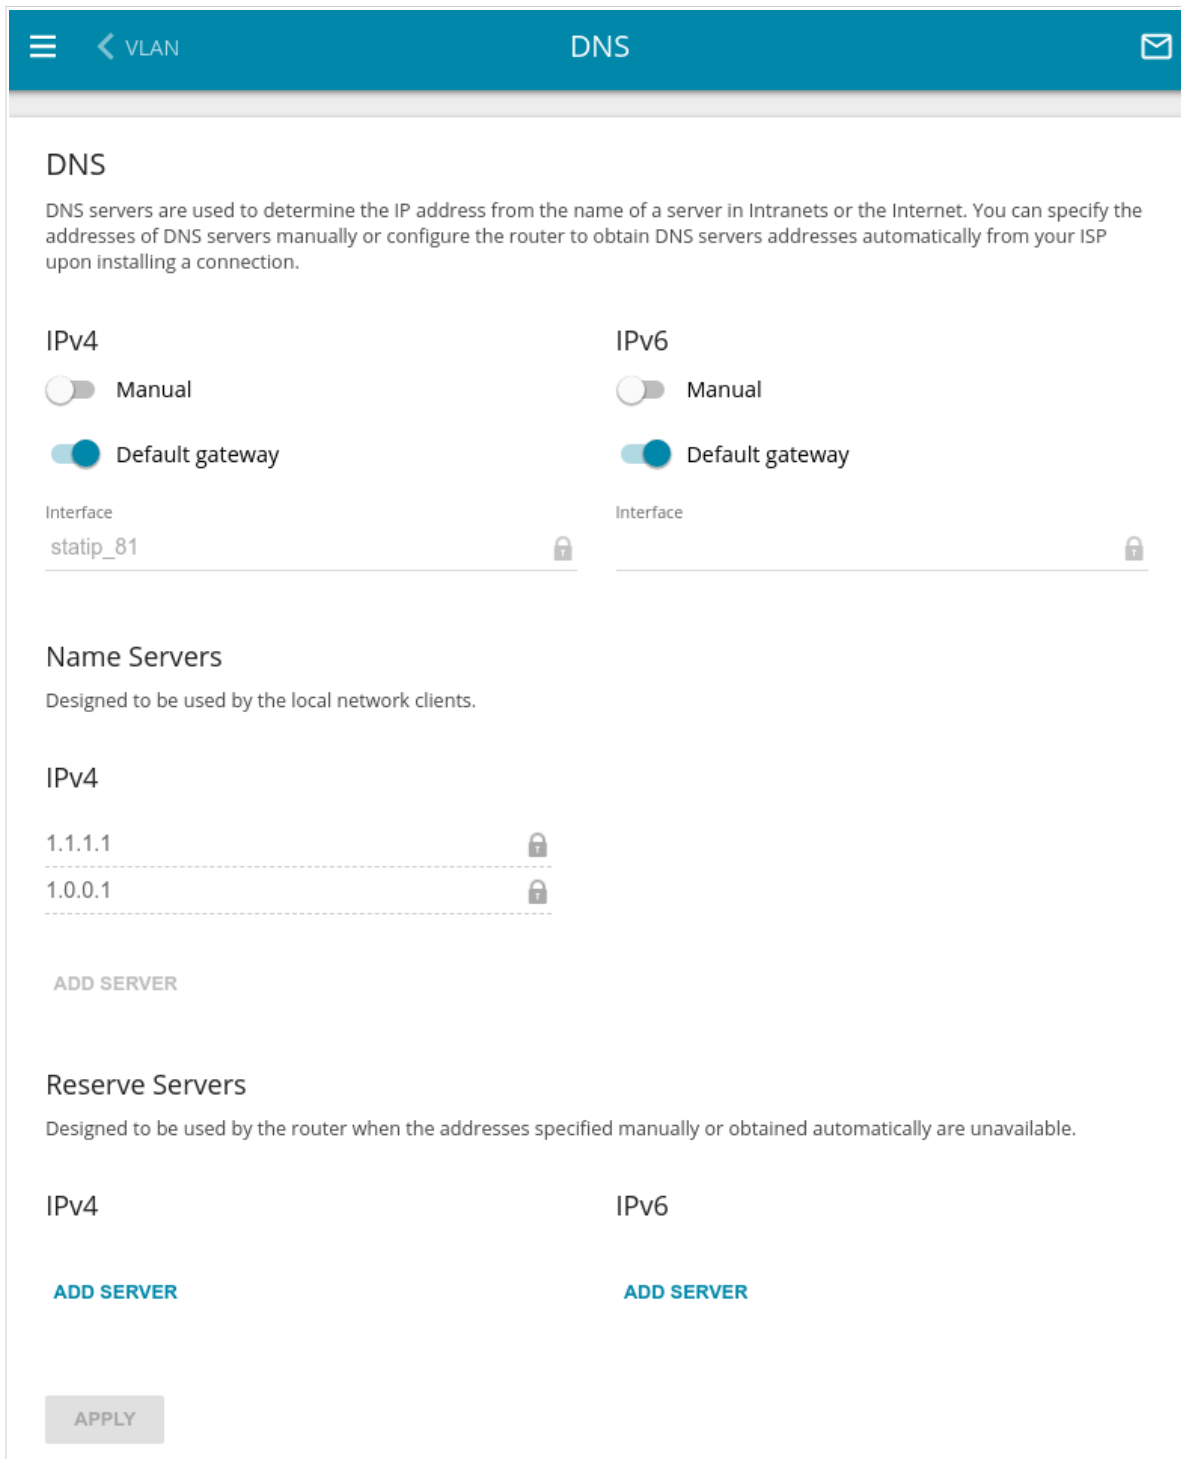 VLAN
DNS
DNS
DNS servers are used to determine the IP address from the name of a server in Intranets or the Internet. You can specify the
addresses of DNS servers manually or configure the router to obtain DNS servers addresses automatically from your ISP
upon installing a connection.
IPv4
IPv6
Manual
Manual
Default gateway
Default gateway
Interface
Interface
statip_81
Name Servers
Designed to be used by the local network clients.
IPv4
1.1.1.1
1.0.0.1
ADD SERVER
Reserve Servers
Designed to be used by the router when the addresses specified manually or obtained automatically are unavailable.
IPv4
IPv6
ADD SERVER
ADD SERVER
APPLY